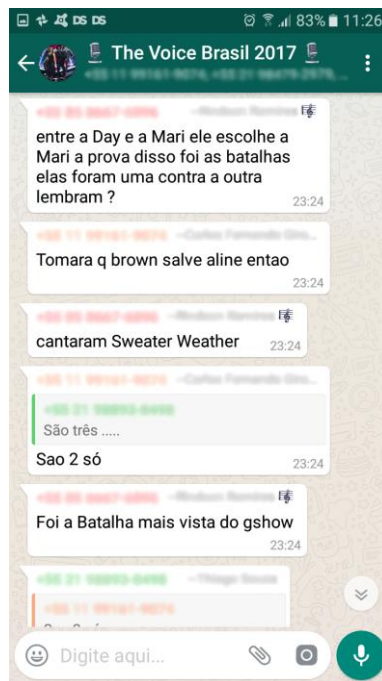 DS DS 83% 11:26
The Voice Brasil 2017
entre a Day e a Mari ele escolhe a
Mari a prova disso foi as batalhas
elas foram uma contra a outra
lembram ?
23:24
Tomara q brown salve aline entao
23:24
cantaram Sweater Weather 23:24
São três .....
Sao 2 só
23:24
Foi a Batalha mais vista do gshow
23:24
Digite aqui...